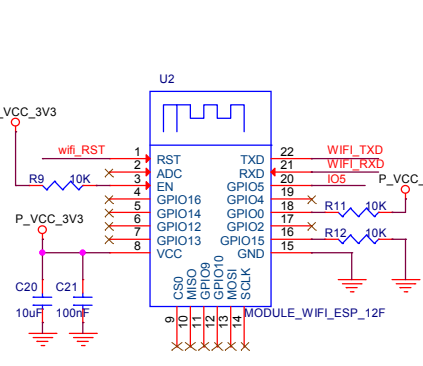 U2
_VCC_3V3
wifi_RST
1 RST TXD 22 WIFI_TXD
2 ADC RXD 21 WIFI_RXD
R9 10K 3 EN GPIO5 20 IO5
P_VCC_
4 GPIO16 GPIO4 19
5 GPIO14 GPIO0 18 R11 10K
P_VCC_3V3
6 GPIO12 GPIO2 17
7 GPIO13 GPIO15 16 R12 10K
8 VCC GND 15
CS0 MISO GPIO9 GPIO10 MOSI SCLK
C20 C21
10uF 100nF
9 10 11 12 13 14
MODULE_WIFI_ESP_12F